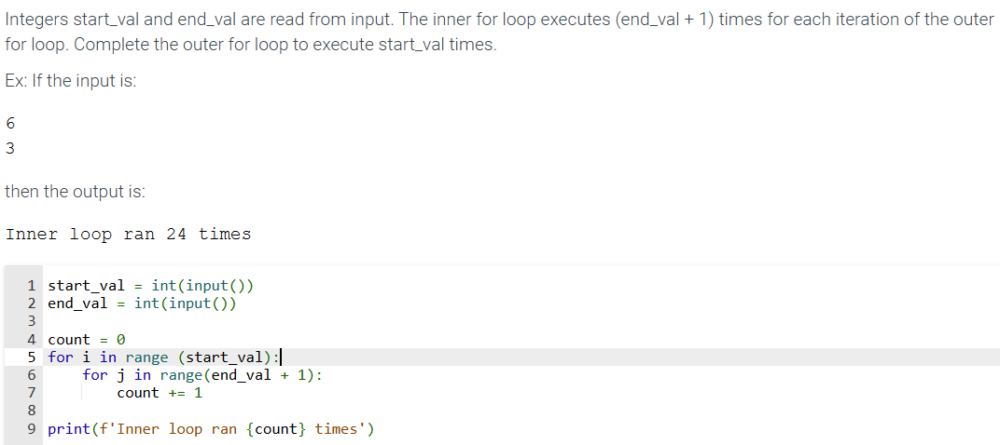 Integers start_val and end_val are read from input. The inner for loop executes (end_val + 1) times for each iteration of the outer
for loop. Complete the outer for loop to execute start_val times.
Ex: If the input is:
6
3
then the output is:
Inner loop ran 24 times
1 start_val = int(input())
2 end_val = int(input())
3
4 count = 0
5 for i in range (start_val):
6     for j in range(end_val + 1):
7         count += 1
8
9 print(f'Inner loop ran {count} times')